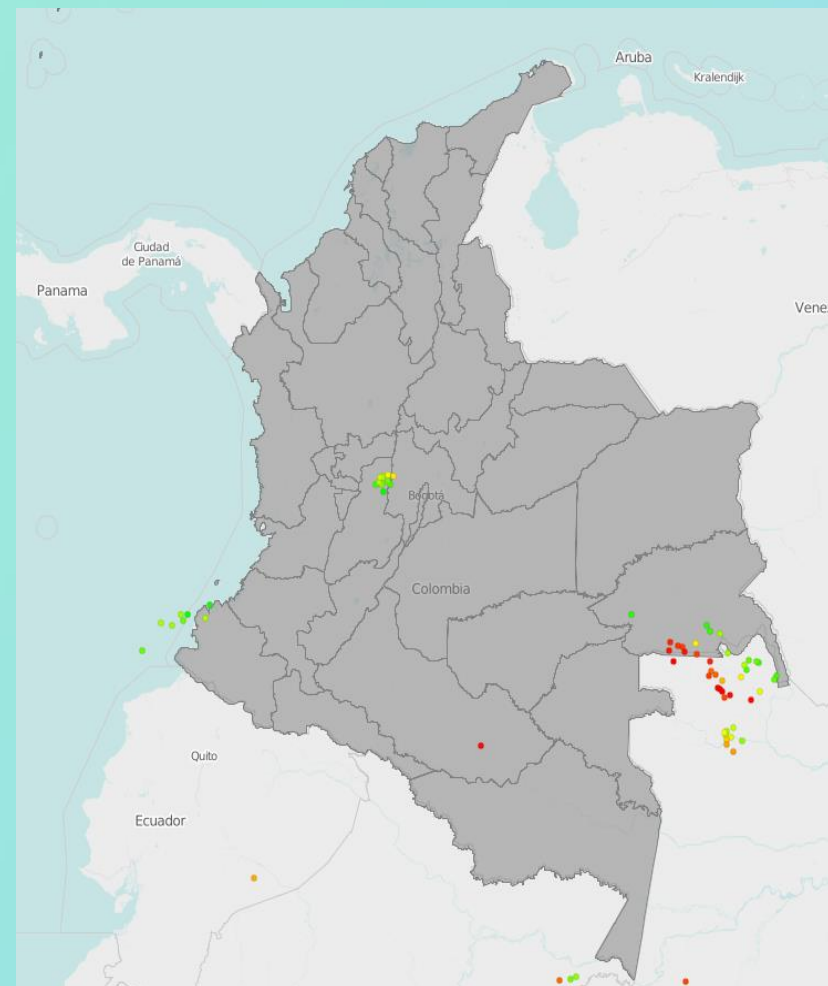 Aruba
Kralendijk
Ciudad
de Panamá
Panama
Vene
Bogotá
Colombia
Quito
Ecuador